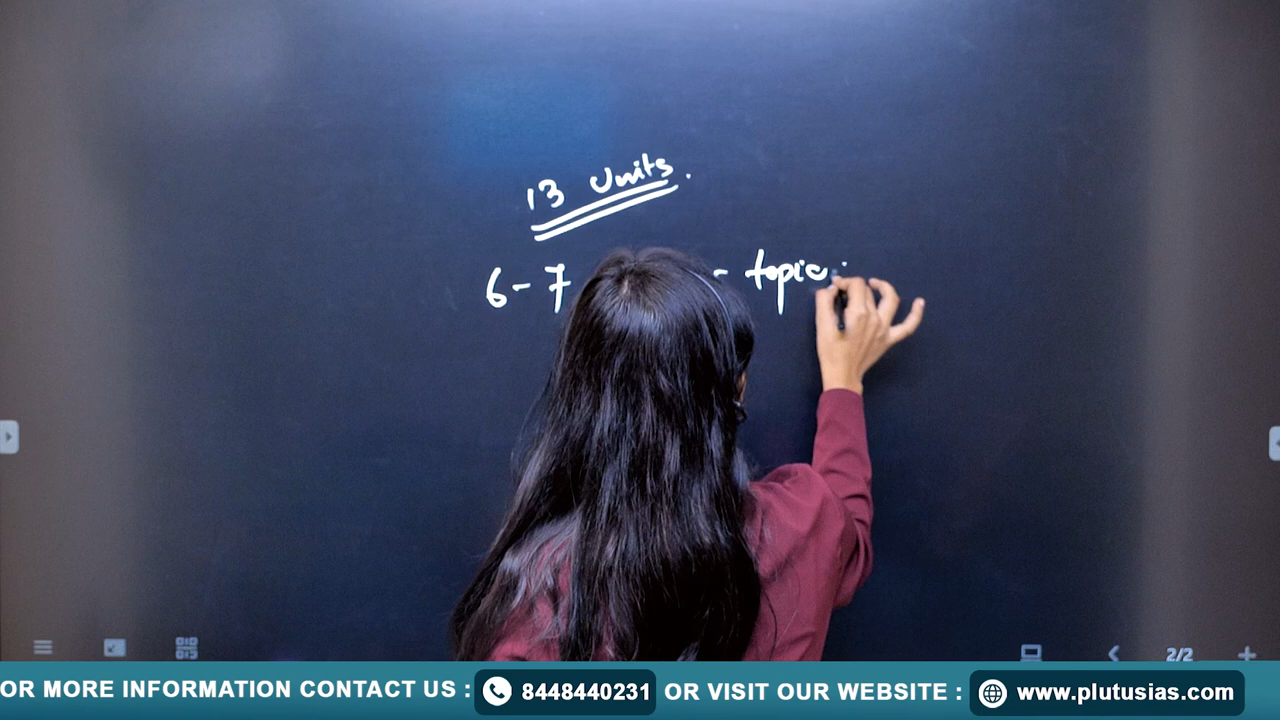 13 Units.
6-7 - topic
2/2
OR MORE INFORMATION CONTACT US : 8448440231 OR VISIT OUR WEBSITE : www.plutusias.com